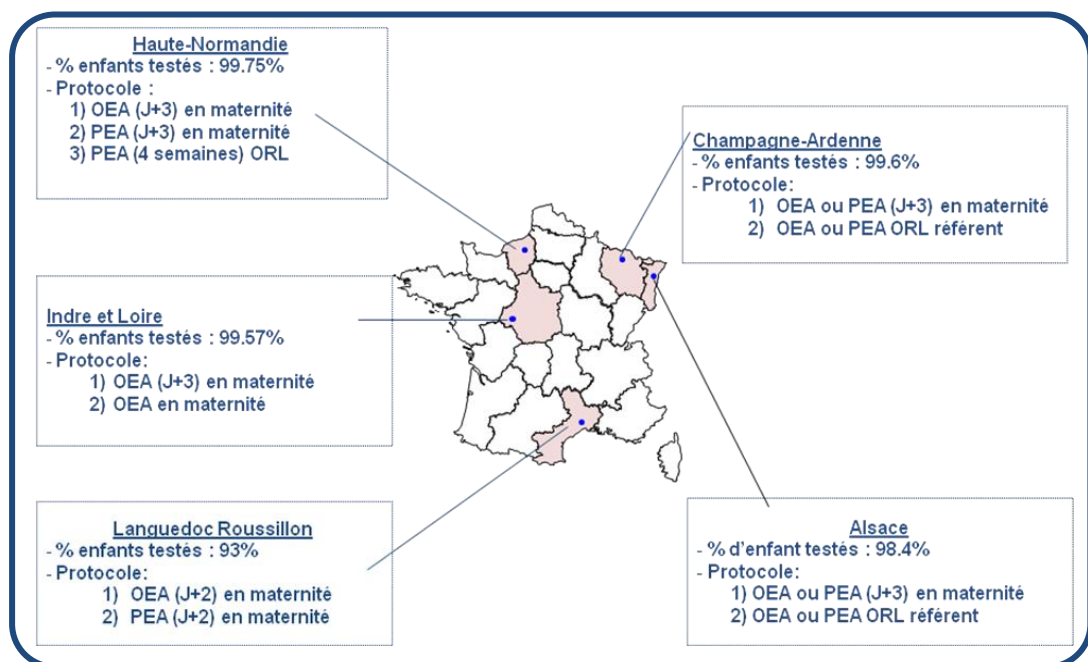 Haute-Normandie
- % enfants testés : 99.75%
- Protocole :
1) OEA (J+3) en maternité
2) PEA (J+3) en maternité
3) PEA (4 semaines) ORL
Champagne-Ardenne
- % enfants testés : 99.6%
- Protocole:
1) OEA ou PEA (J+3) en maternité
2) OEA ou PEA ORL référent
Indre et Loire
- % enfants testés : 99.57%
- Protocole:
1) OEA (J+3) en maternité
2) OEA en maternité
Languedoc Roussillon
- % enfants testés : 93%
- Protocole:
1) OEA (J+2) en maternité
2) PEA (J+2) en maternité
Alsace
- % d'enfant testés : 98.4%
- Protocole:
1) OEA ou PEA (J+3) en maternité
2) OEA ou PEA ORL référent